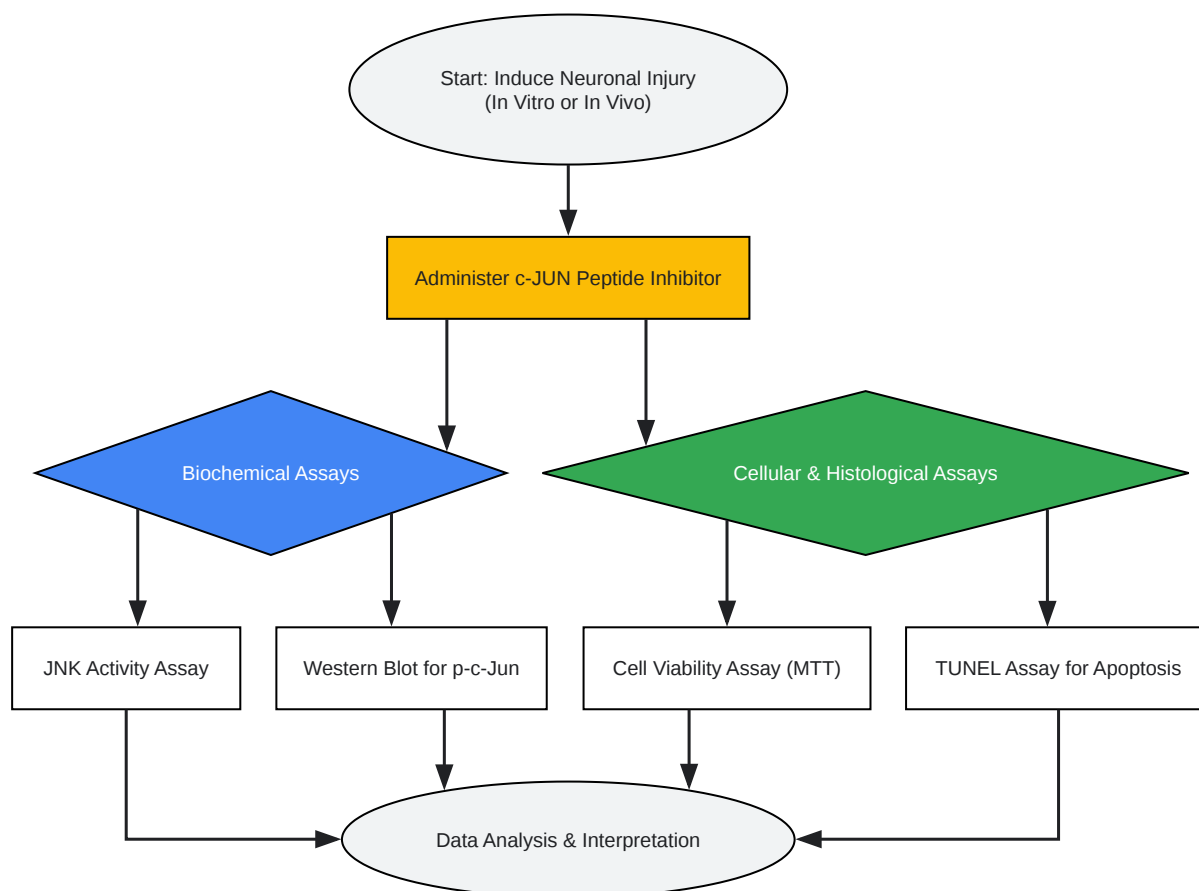 Start: Induce Neuronal Injury
(In Vitro or In Vivo)
Administer c-JUN Peptide Inhibitor
Biochemical Assays
Cellular & Histological Assays
JNK Activity Assay
Western Blot for p-c-Jun
Cell Viability Assay (MTT)
TUNEL Assay for Apoptosis
Data Analysis & Interpretation